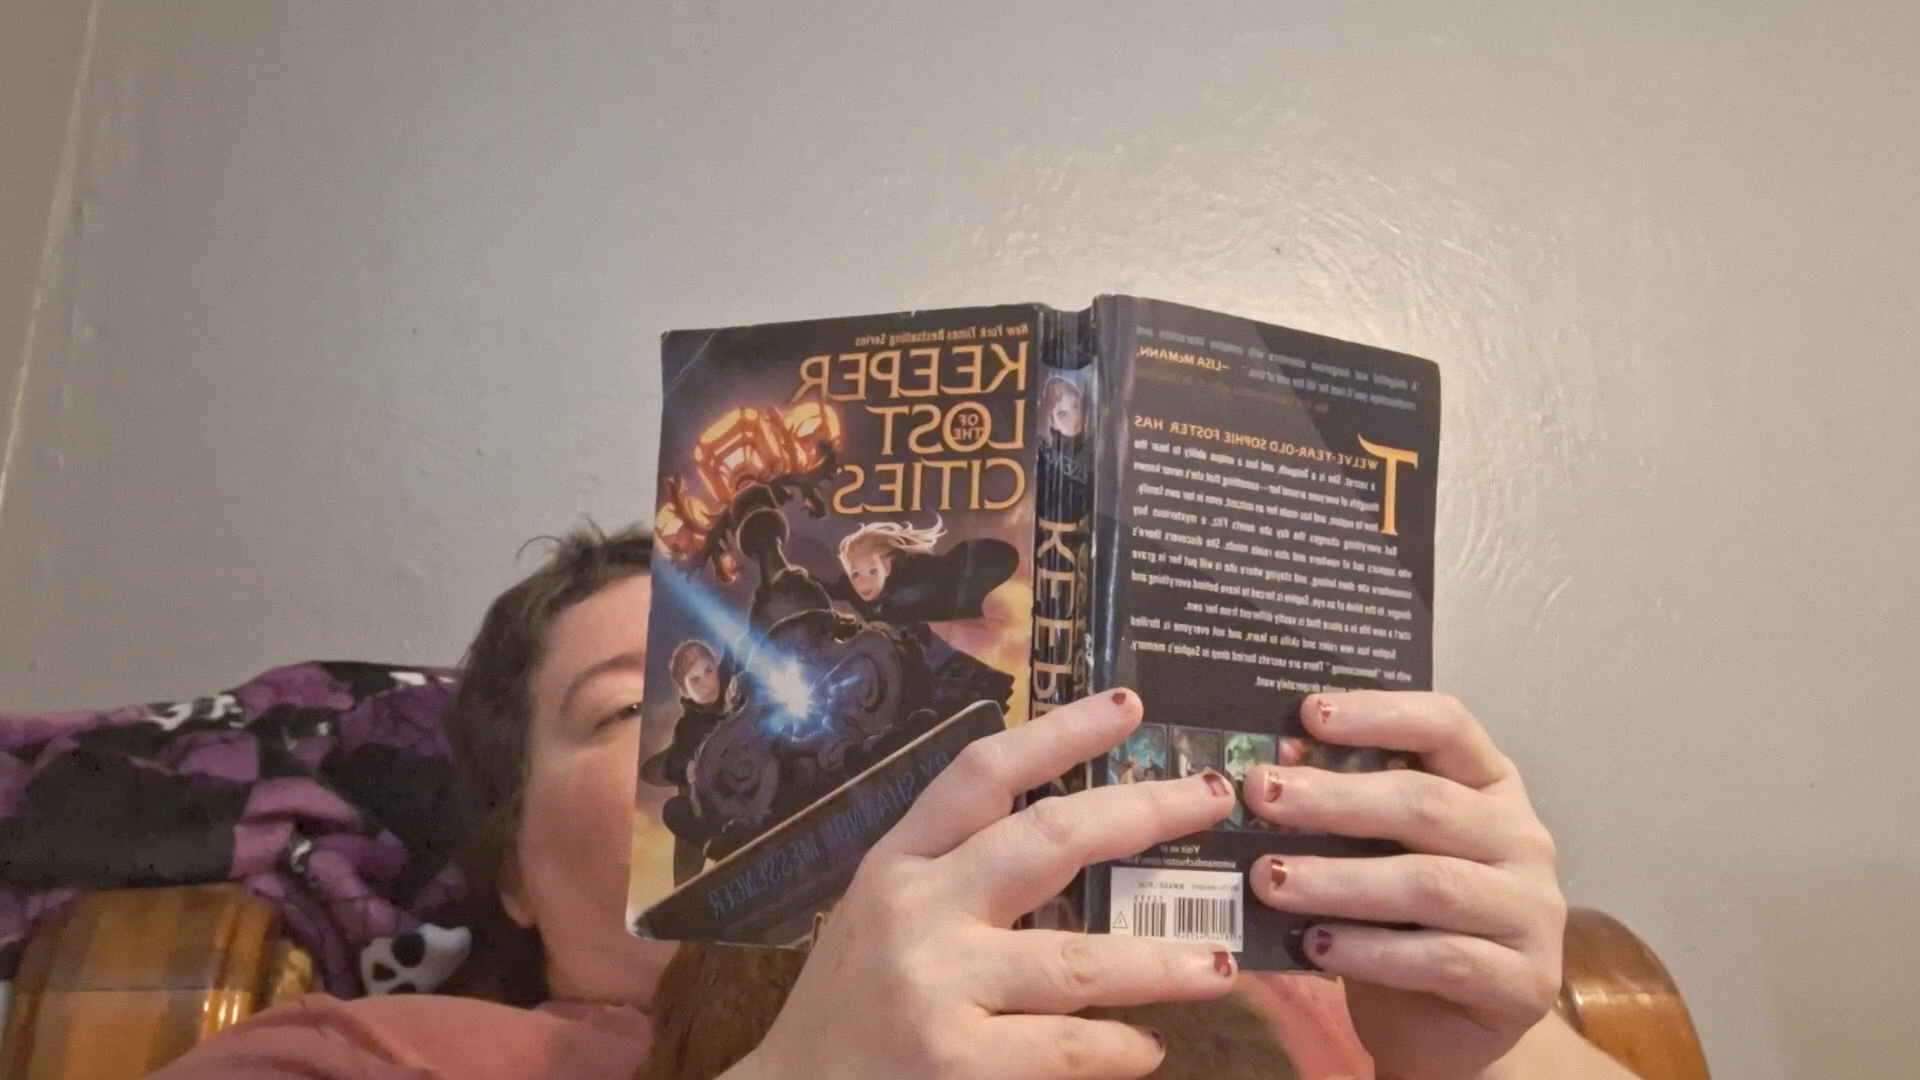 New York Times Bestselling Series
KEEPER
OF THE
LOST
CITIES
BY SHANNON MESSENGER
KEEPE
—LISA McMANN,
TWELVE-YEAR-OLD SOPHIE FOSTER HAS
a secret. She is a Telepath, and has a unique ability to hear the
thoughts of everyone around her—something that she's never known
how to explain, and has made her an outcast, even in her own family.
But everything changes the day she meets Fitz, a mysterious boy
who appears out of nowhere and also reads minds. She discovers there's
somewhere she does belong, and staying where she is will put her in grave
danger. In the blink of an eye, Sophie is forced to leave behind everything and
start a new life in a place that is vastly different from her own.
Sophie has new rules and skills to learn, and not everyone is thrilled
with her "homecoming." There are secrets buried deep in Sophie's memory,
desperately want.
Visit us at